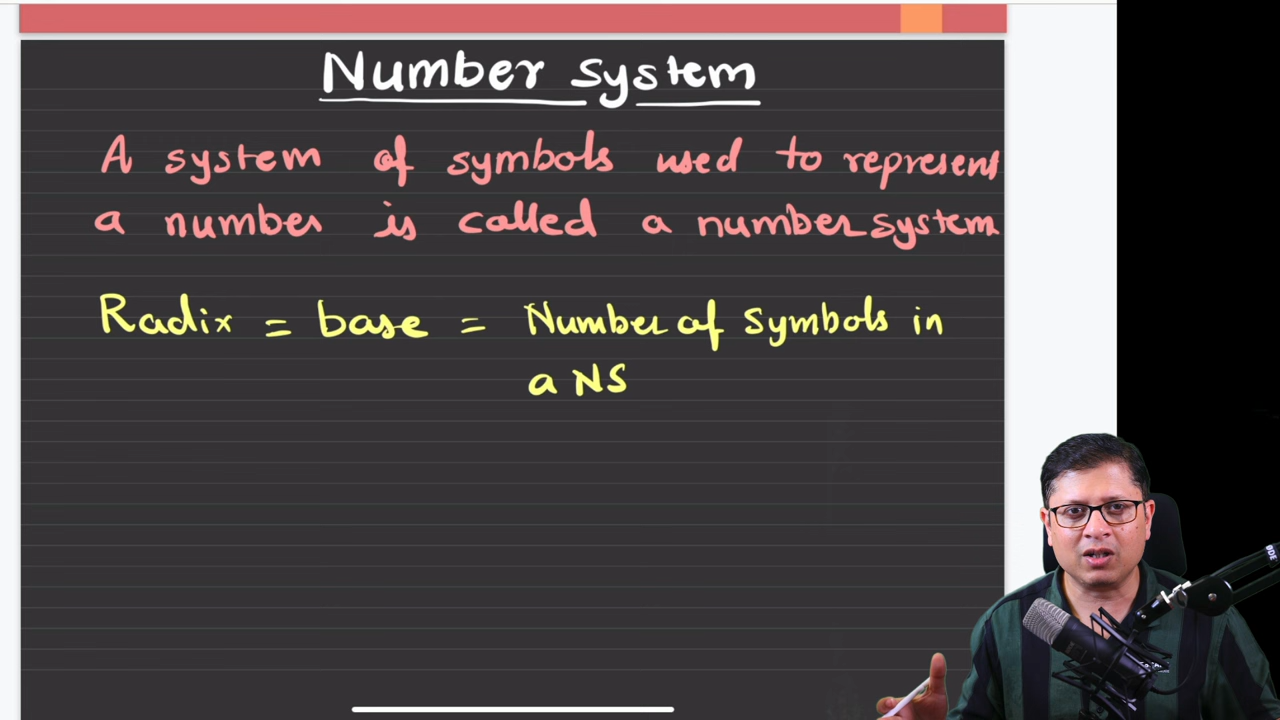 Number system
A system of symbols used to represent
a number is called a number system
Radix = base = Number of symbols in
a NS